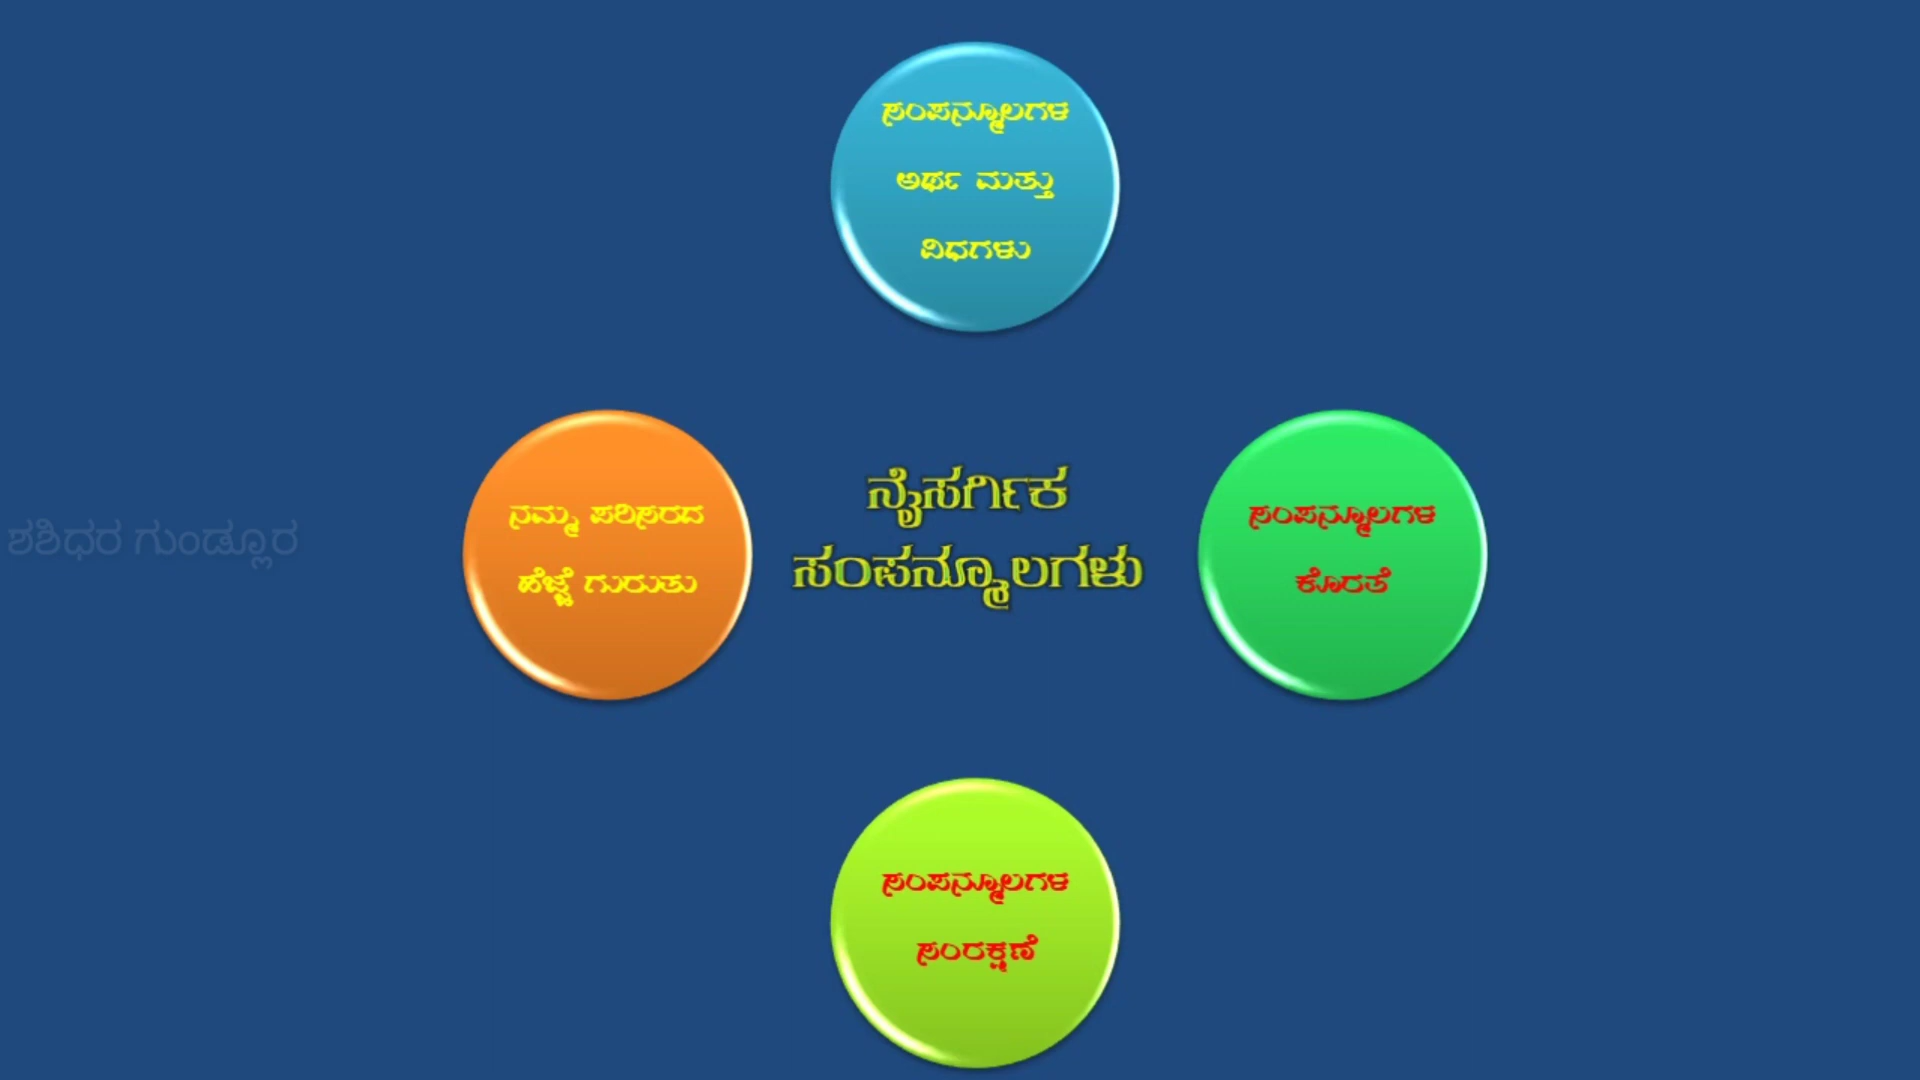 ಸಂಪನ್ಮೂಲಗಳ
ಅರ್ಥ ಮತ್ತು
ವಿಧಗಳು
ನೈಸರ್ಗಿಕ
ಸಂಪನ್ಮೂಲಗಳು
ಸಂಪನ್ಮೂಲಗಳ
ಕೊರತೆ
ಸಂಪನ್ಮೂಲಗಳ
ಸಂರಕ್ಷಣೆ
ನಮ್ಮ ಪರಿಸರದ
ಹೆಜ್ಜೆ ಗುರುತು
ಶಶಿಧರ ಗುಂಡ್ಲೂರ